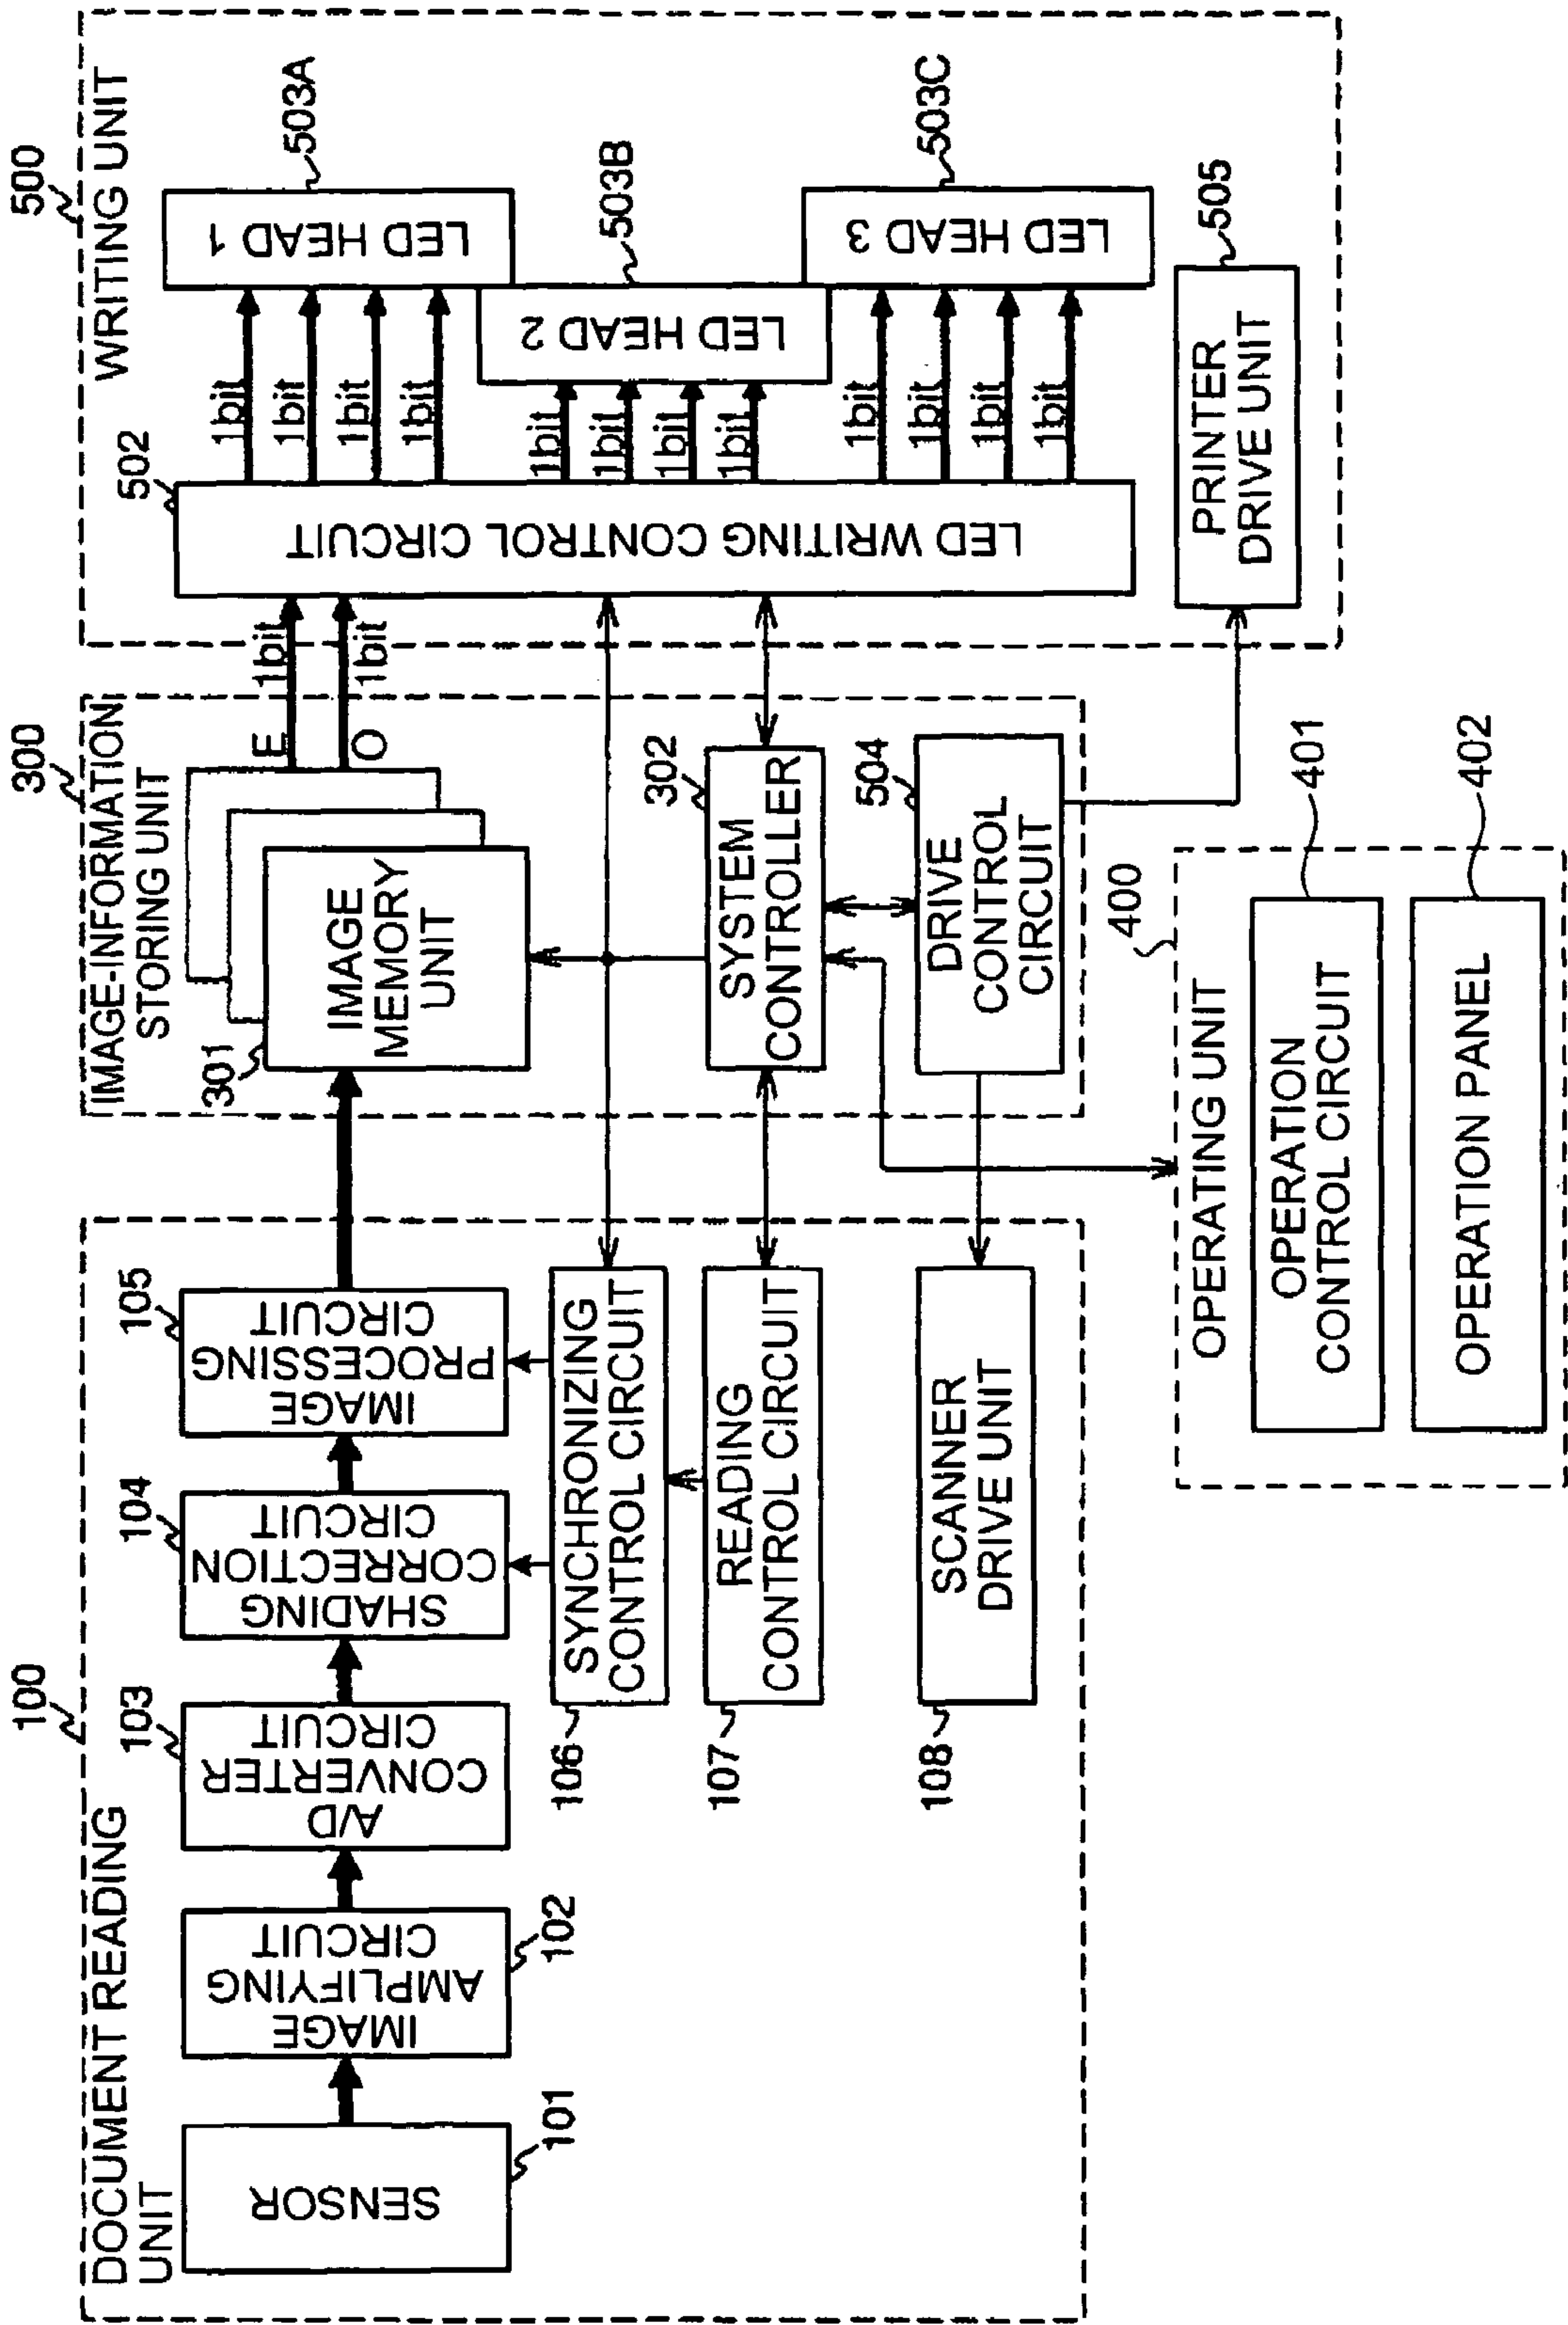 100
DOCUMENT READING
UNIT
SENSOR
101
IMAGE
AMPLIFYING
CIRCUIT
102
A/D
CONVERTER
CIRCUIT
103
SHADING
CORRECTION
CIRCUIT
104
IMAGE
PROCESSING
CIRCUIT
105
SYNCHRONIZING
CONTROL CIRCUIT
106
READING
CONTROL CIRCUIT
107
SCANNER
DRIVE UNIT
108
300
IMAGE-INFORMATION
STORING UNIT
IMAGE
MEMORY
UNIT
301
E
O
1bit
1bit
SYSTEM
CONTROLLER
302
DRIVE
CONTROL
CIRCUIT
504
400
OPERATING UNIT
OPERATION
CONTROL CIRCUIT
401
OPERATION PANEL
402
500
WRITING UNIT
LED WRITING CONTROL CIRCUIT
502
1bit
1bit
1bit
1bit
1bit
1bit
1bit
1bit
1bit
1bit
1bit
1bit
LED HEAD 1
503A
LED HEAD 2
503B
LED HEAD 3
503C
PRINTER
DRIVE UNIT
505